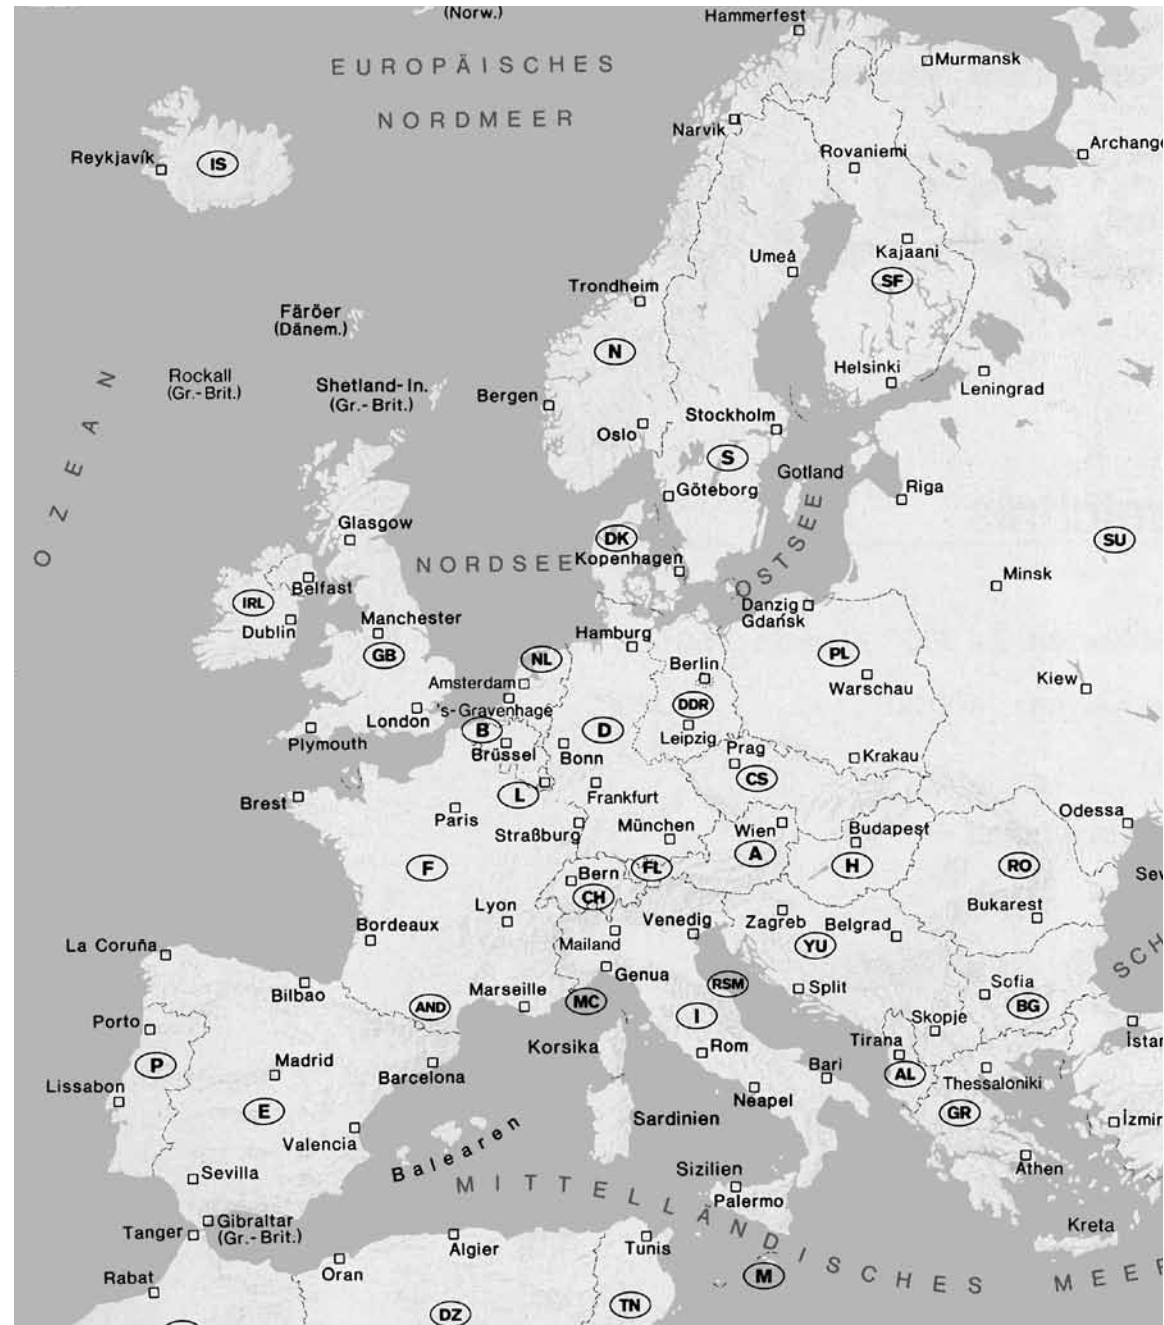 (Norw.)
Hammerfest
EUROPÄISCHES
NORDMEER
Murmansk
Narvik
Archange
Reykjavík
IS
Rovaniemi
Kajaani
Umeå
SF
Trondheim
Färöer
(Dänem.)
N
Rockall
(Gr.-Brit.)
Shetland-In.
(Gr.-Brit.)
Bergen
Helsinki
Leningrad
OZEAN
Oslo
Stockholm
S
Gotland
Göteborg
Riga
Glasgow
NORDSEE
DK
Kopenhagen
OSTSEE
SU
Belfast
Minsk
IRL
Dublin
Manchester
GB
Danzig
Gdańsk
Hamburg
NL
Berlin
PL
Warschau
Kiew
Amsterdam
's-Gravenhage
London
DDR
Plymouth
B
Brüssel
D
Bonn
Leipzig
Prag
Krakau
CS
Brest
L
Frankfurt
Paris
Straßburg
München
Wien
Budapest
Odessa
A
H
RO
F
FL
Bern
CH
Sev
Lyon
Bordeaux
Mailand
Venedig
Zagreb
Belgrad
Bukarest
YU
La Coruña
Genua
SCH
Bilbao
Marseille
MC
RSM
Split
Sofia
BG
AND
I
Porto
Skopje
Tirana
İstan
P
Madrid
Korsika
Rom
Bari
AL
Thessaloniki
Lissabon
Barcelona
Neapel
GR
E
Sardinien
İzmir
Valencia
Balearen
Sevilla
Sizilien
Athen
MITTELLÄNDISCHES MEER
Palermo
Gibraltar
(Gr.-Brit.)
Tanger
Kreta
Algier
Tunis
Oran
M
Rabat
DZ
TN